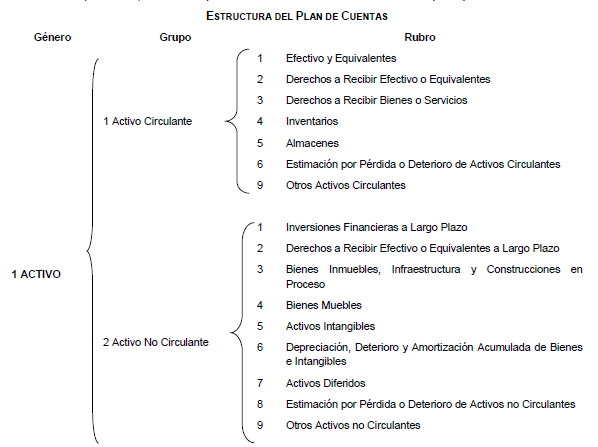 ESTRUCTURA DEL PLAN DE CUENTAS
Género Grupo Rubro
1 ACTIVO
1 Activo Circulante
1 Efectivo y Equivalentes
2 Derechos a Recibir Efectivo o Equivalentes
3 Derechos a Recibir Bienes o Servicios
4 Inventarios
5 Almacenes
6 Estimación por Pérdida o Deterioro de Activos Circulantes
9 Otros Activos Circulantes
2 Activo No Circulante
1 Inversiones Financieras a Largo Plazo
2 Derechos a Recibir Efectivo o Equivalentes a Largo Plazo
3 Bienes Inmuebles, Infraestructura y Construcciones en
Proceso
4 Bienes Muebles
5 Activos Intangibles
6 Depreciación, Deterioro y Amortización Acumulada de Bienes
e Intangibles
7 Activos Diferidos
8 Estimación por Pérdida o Deterioro de Activos no Circulantes
9 Otros Activos no Circulantes